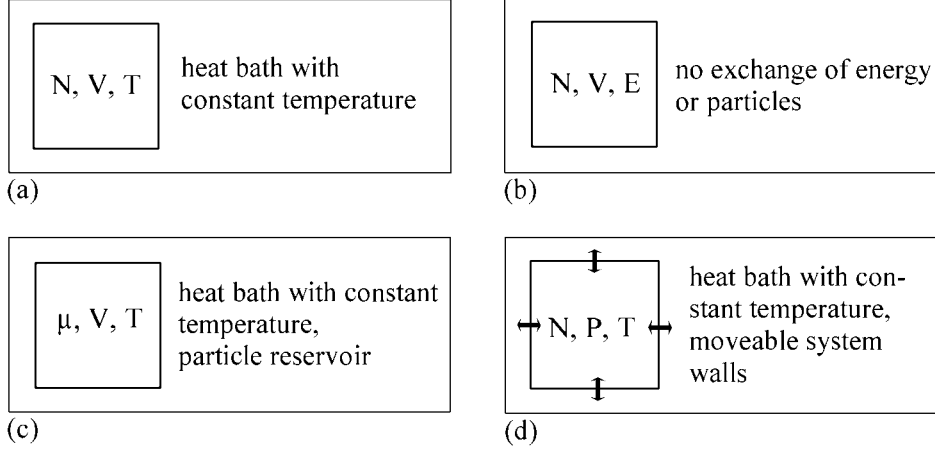 N, V, T
heat bath with
constant temperature
(a)
N, V, E
no exchange of energy
or particles
(b)
μ, V, T
heat bath with constant
temperature,
particle reservoir
(c)
N, P, T
heat bath with con-
stant temperature,
moveable system
walls
(d)